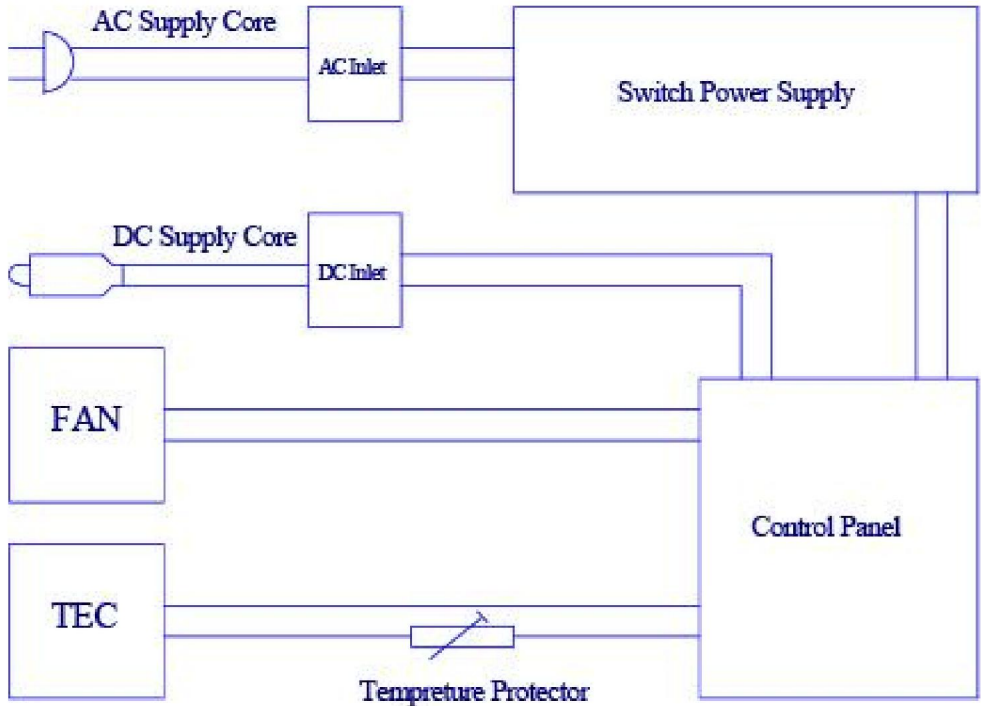 AC Supply Core
AC Inlet
Switch Power Supply
DC Supply Core
DC Inlet
FAN
Control Panel
TEC
Tempreture Protector